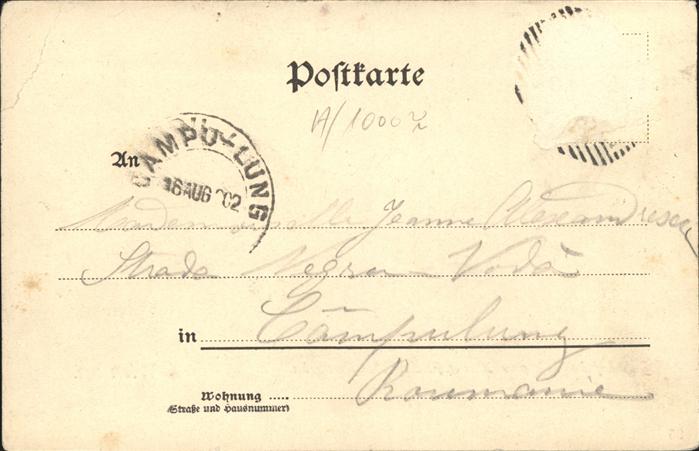 Postkarte
A/1000 z
An
CAMPU-LUNG
16 AUG 902
Mademoiselle Jeanne Alexandrescu
Strada Negru Vodă
in Câmpulung
Wohnung
(Straße und Hausnummer)
Roumanie